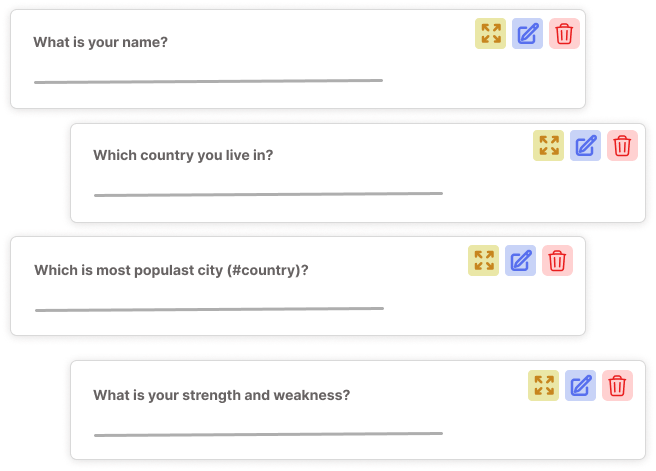 What is your name?
Which country you live in?
Which is most populast city (#country)?
What is your strength and weakness?